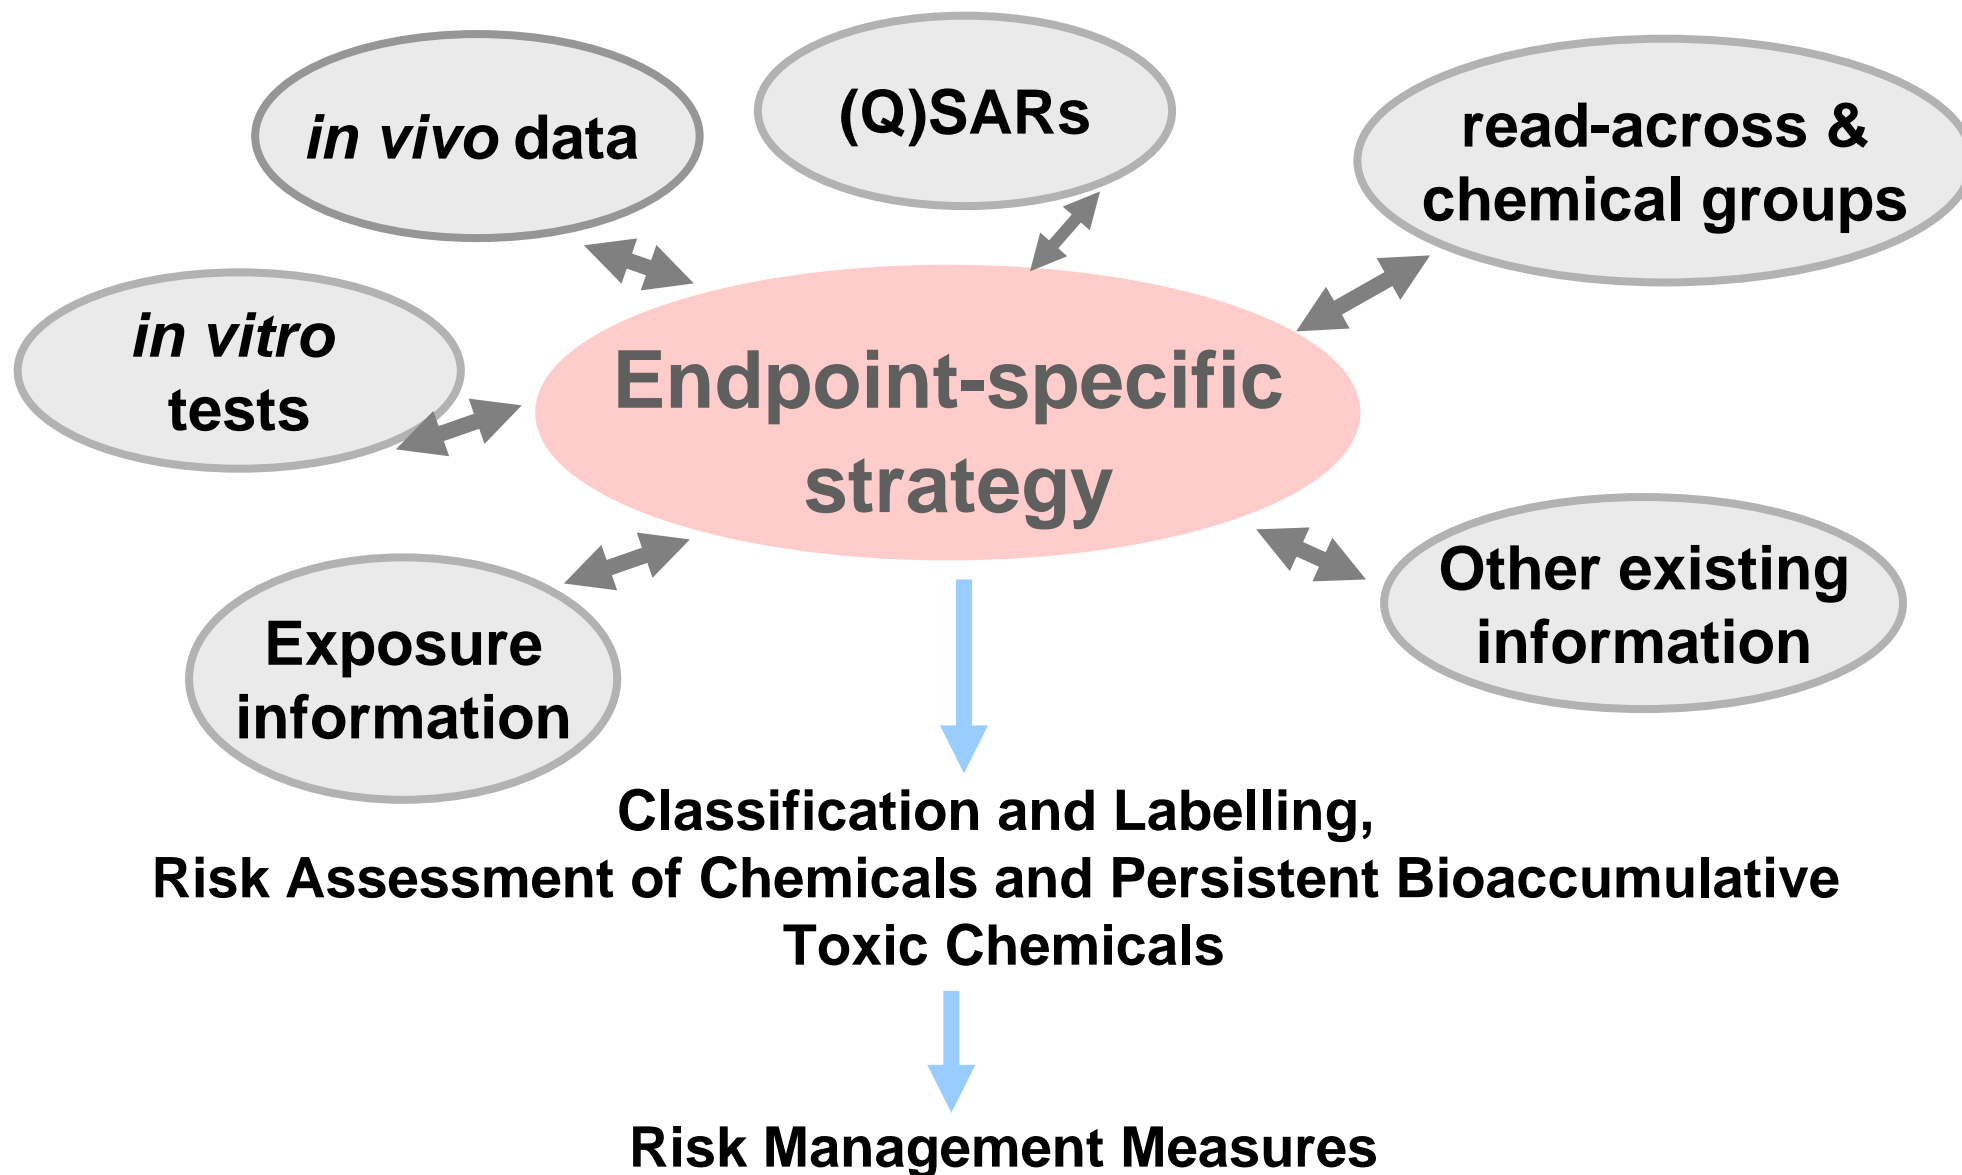 in vivo data
(Q)SARs
read-across &
chemical groups
in vitro
tests
Endpoint-specific
strategy
Exposure
information
Other existing
information
Classification and Labelling,
Risk Assessment of Chemicals and Persistent Bioaccumulative
Toxic Chemicals
Risk Management Measures